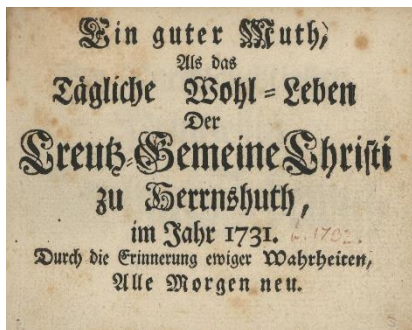 Ein guter Muth,
Als das
Tägliche Wohl-Leben
Der
Creutz-Gemeine Christi
zu Herrnshuth,
im Jahr 1731.
Durch die Erinnerung ewiger Wahrheiten,
Alle Morgen neu.